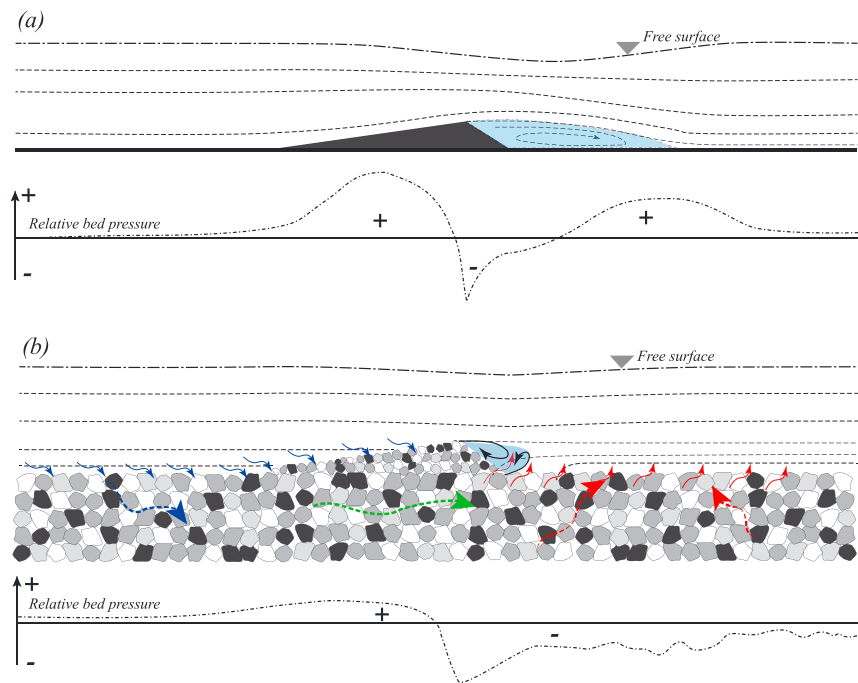 (a)
Free surface
+
Relative bed pressure
+
+
-
-
(b)
Free surface
+
Relative bed pressure
+
-
-